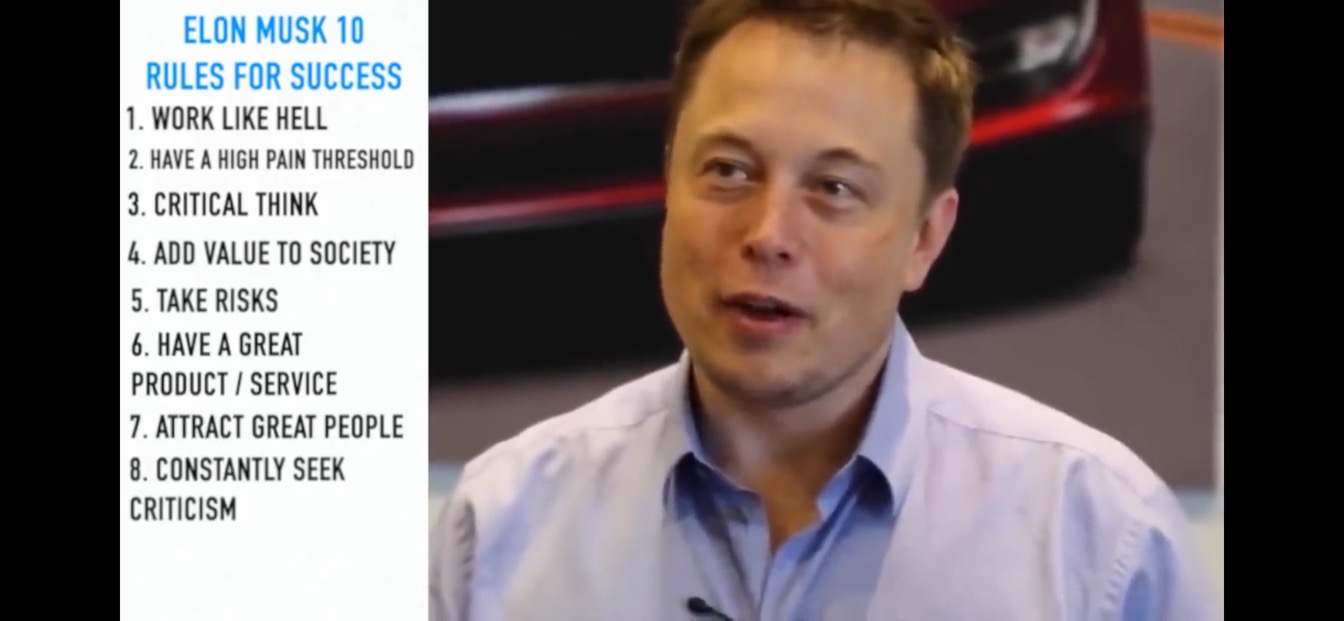 ELON MUSK 10
RULES FOR SUCCESS
1. WORK LIKE HELL
2. HAVE A HIGH PAIN THRESHOLD
3. CRITICAL THINK
4. ADD VALUE TO SOCIETY
5. TAKE RISKS
6. HAVE A GREAT
PRODUCT / SERVICE
7. ATTRACT GREAT PEOPLE
8. CONSTANTLY SEEK
CRITICISM